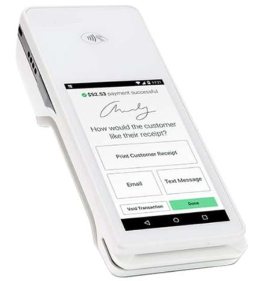 $52.53 payment successful
How would the customer
like their receipt?
Print Customer Receipt
Email
Text Message
Void Transaction
Done